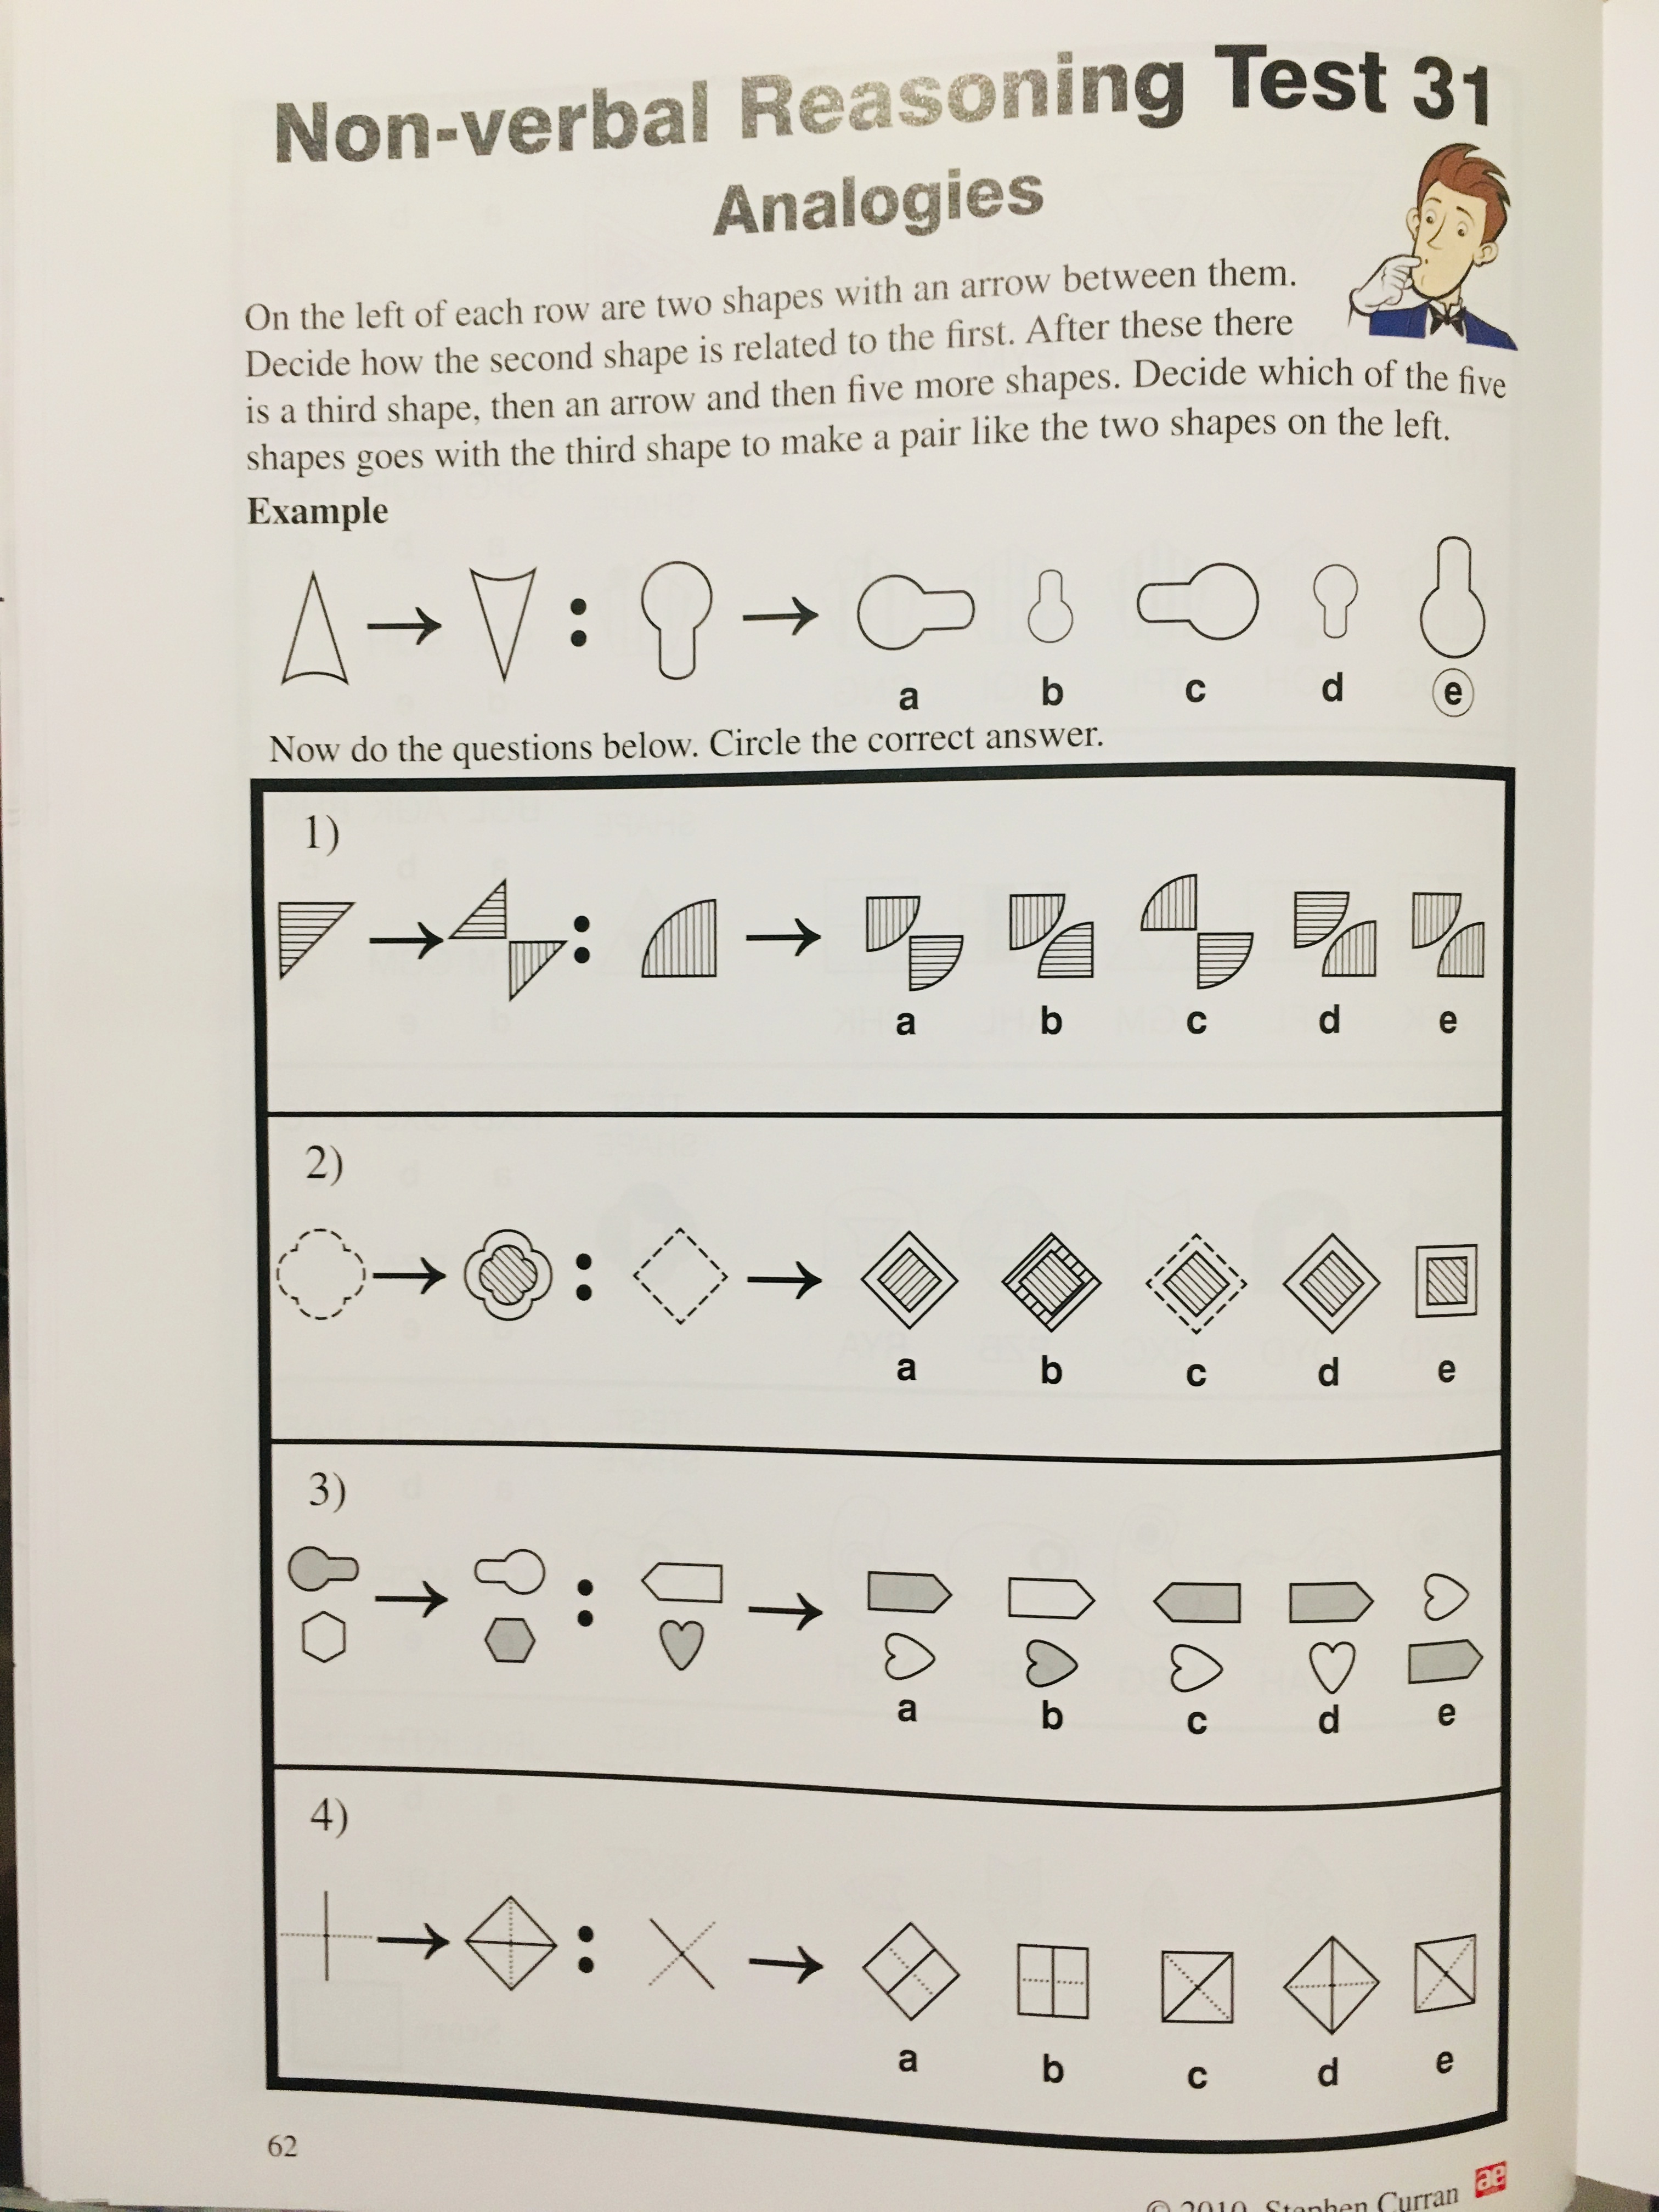 Non-verbal Reasoning Test 31
Analogies
On the left of each row are two shapes with an arrow between them.
Decide how the second shape is related to the first. After these there
is a third shape, then an arrow and then five more shapes. Decide which of the five
shapes goes with the third shape to make a pair like the two shapes on the left.
Example
a b c d e
Now do the questions below. Circle the correct answer.
1)
a b c d e
2)
a b c d e
3)
a b c d e
4)
a b c d e
62
© 2010 Stephen Curran
ae